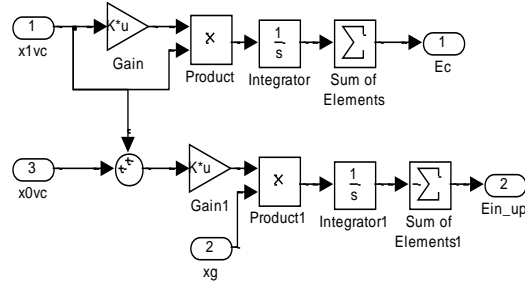 1
x1vc
K*u
Gain
x
Product
1
s
Integrator
∑
Sum of
Elements
1
Ec
3
x0vc
+
+
K*u
Gain1
x
Product1
1
s
Integrator1
∑
Sum of
Elements1
2
Ein_up
2
xg